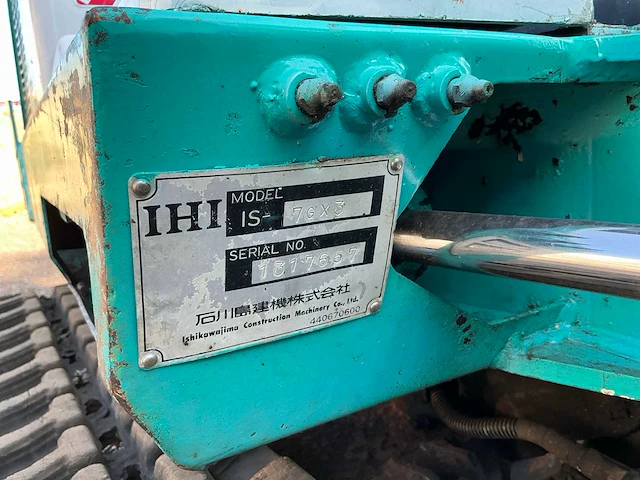 IHI
MODEL
IS- 7GX3
SERIAL NO.
石川島建機株式会社
Ishikawajima Construction Machinery Co., Ltd.
440670600